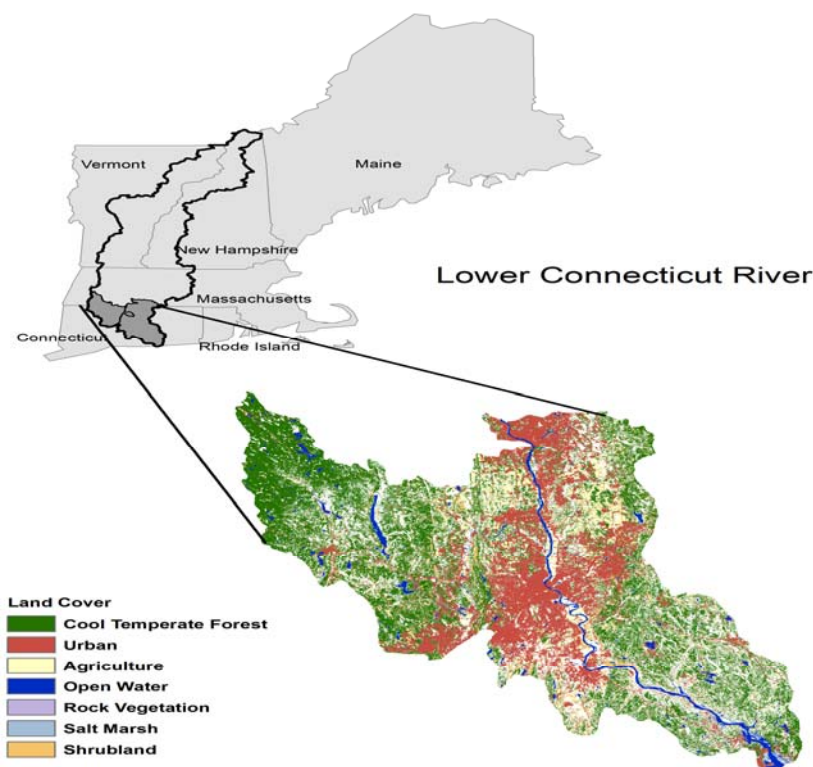 Vermont
Maine
New Hampshire
Lower Connecticut River
Massachusetts
Connecticut
Rhode Island
Land Cover
Cool Temperate Forest
Urban
Agriculture
Open Water
Rock Vegetation
Salt Marsh
Shrubland